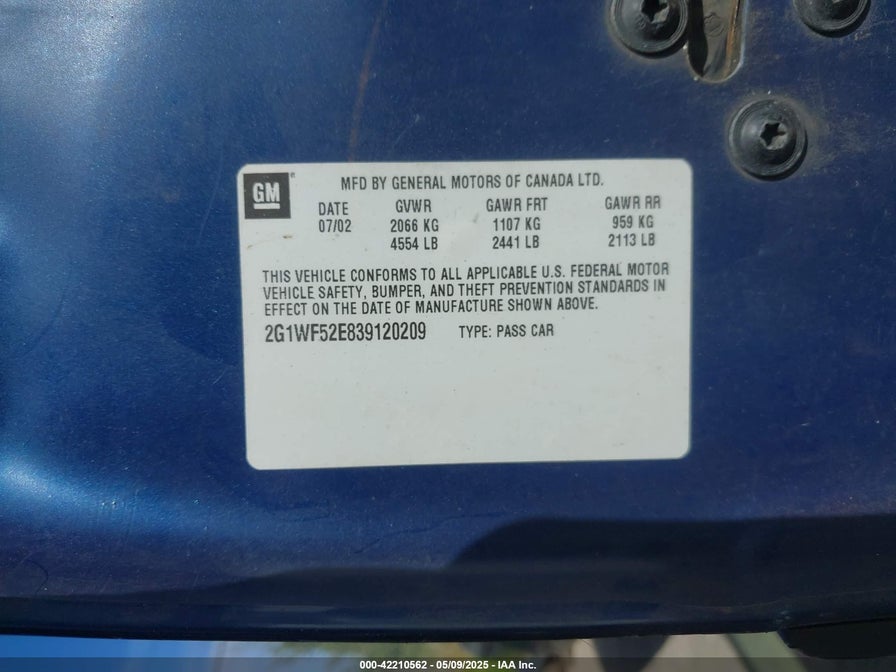 GM
MFD BY GENERAL MOTORS OF CANADA LTD.
DATE GVWR GAWR FRT GAWR RR
07/02 2066 KG 1107 KG 959 KG
4554 LB 2441 LB 2113 LB
THIS VEHICLE CONFORMS TO ALL APPLICABLE U.S. FEDERAL MOTOR
VEHICLE SAFETY, BUMPER, AND THEFT PREVENTION STANDARDS IN
EFFECT ON THE DATE OF MANUFACTURE SHOWN ABOVE.
2G1WF52E839120209 TYPE: PASS CAR
000-42210562 - 05/09/2025 - IAA Inc.